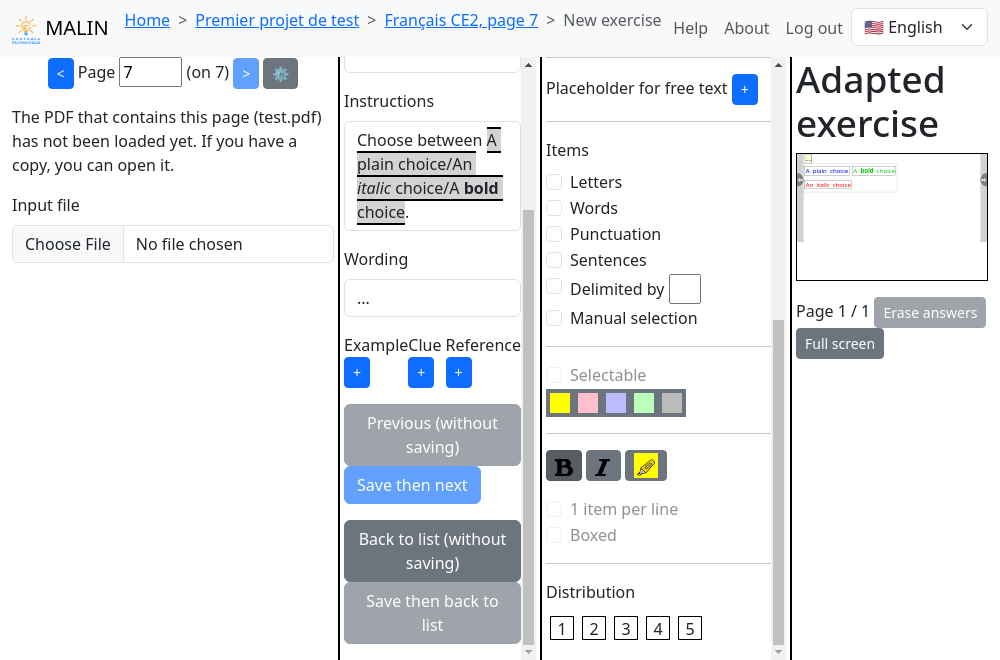 MALIN
Home > Premier projet de test > Français CE2, page 7 > New exercise
Help About Log out 🇺🇸 English
< Page 7 (on 7) > ⚙️
The PDF that contains this page (test.pdf)
has not been loaded yet. If you have a
copy, you can open it.
Input file
Choose File No file chosen
Instructions
Choose between A
plain choice/An
italic choice/A bold
choice.
Wording
...
Example Clue Reference
+ + +
Previous (without
saving)
Save then next
Back to list (without
saving)
Save then back to
list
Placeholder for free text +
Items
Letters
Words
Punctuation
Sentences
Delimited by
Manual selection
Selectable
B I
1 item per line
Boxed
Distribution
1 2 3 4 5
Adapted
exercise
...
A plain choice A bold choice
An italic choice
Page 1 / 1 Erase answers
Full screen